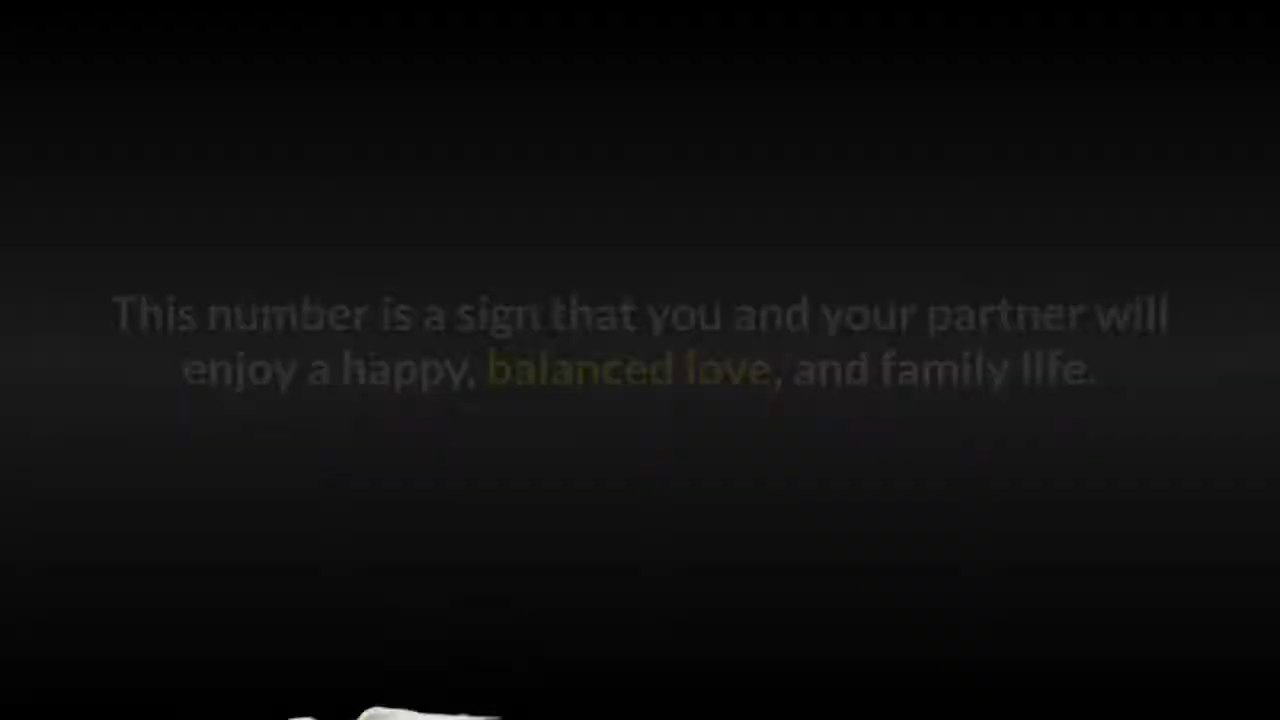 This number is a sign that you and your partner will
enjoy a happy, balanced love, and family life.